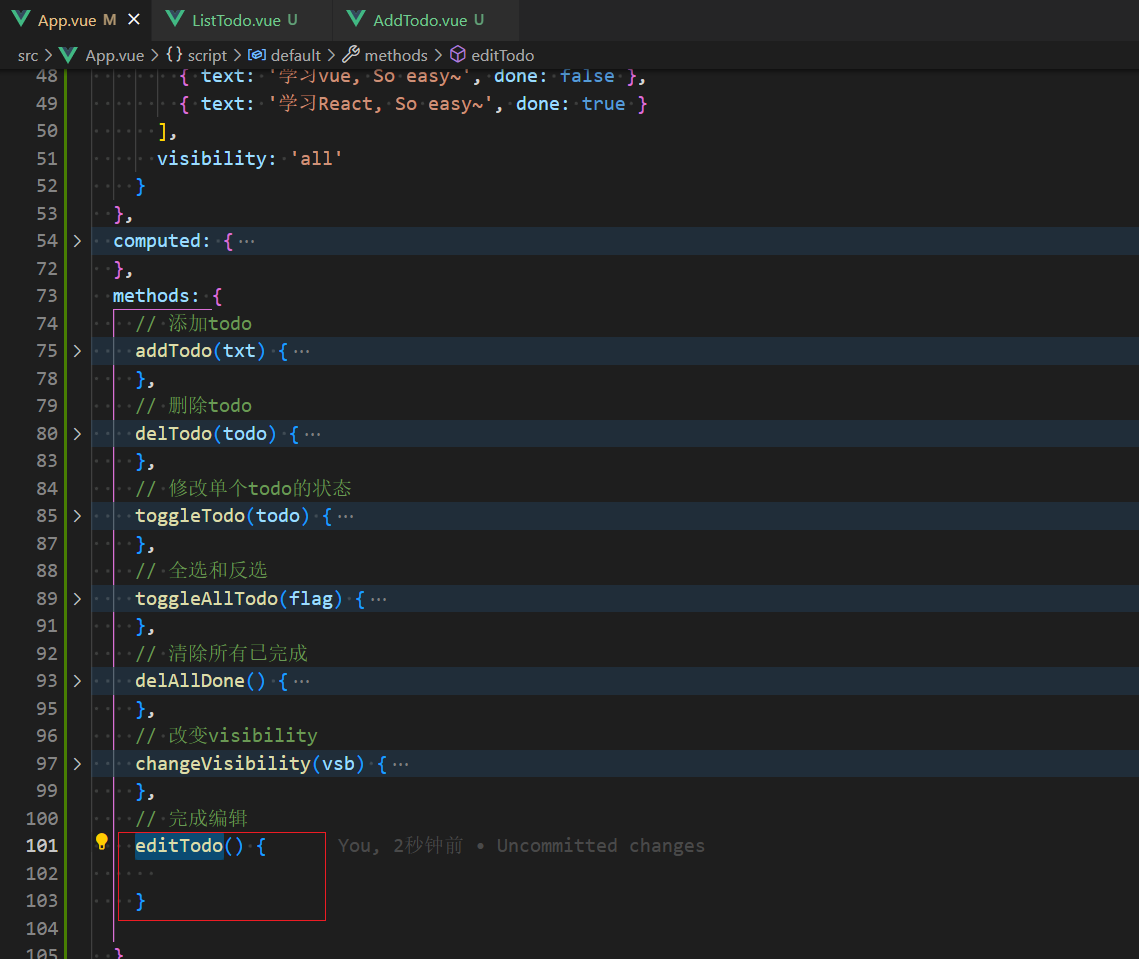 App.vue M × ListTodo.vue U AddTodo.vue U
src > App.vue > {} script > default > methods > editTodo
48 { text: '学习vue, So easy~', done: false },
49 { text: '学习React, So easy~', done: true }
50 ],
51 visibility: 'all'
52 }
53 },
54 computed: { ···
72 },
73 methods: {
74 // 添加todo
75 addTodo(txt) { ···
78 },
79 // 删除todo
80 delTodo(todo) { ···
83 },
84 // 修改单个todo的状态
85 toggleTodo(todo) { ···
87 },
88 // 全选和反选
89 toggleAllTodo(flag) { ···
91 },
92 // 清除所有已完成
93 delAllDone() { ···
95 },
96 // 改变visibility
97 changeVisibility(vsb) { ···
99 },
100 // 完成编辑
101 editTodo() { You, 2秒钟前 • Uncommitted changes
102
103 }
104
105 }